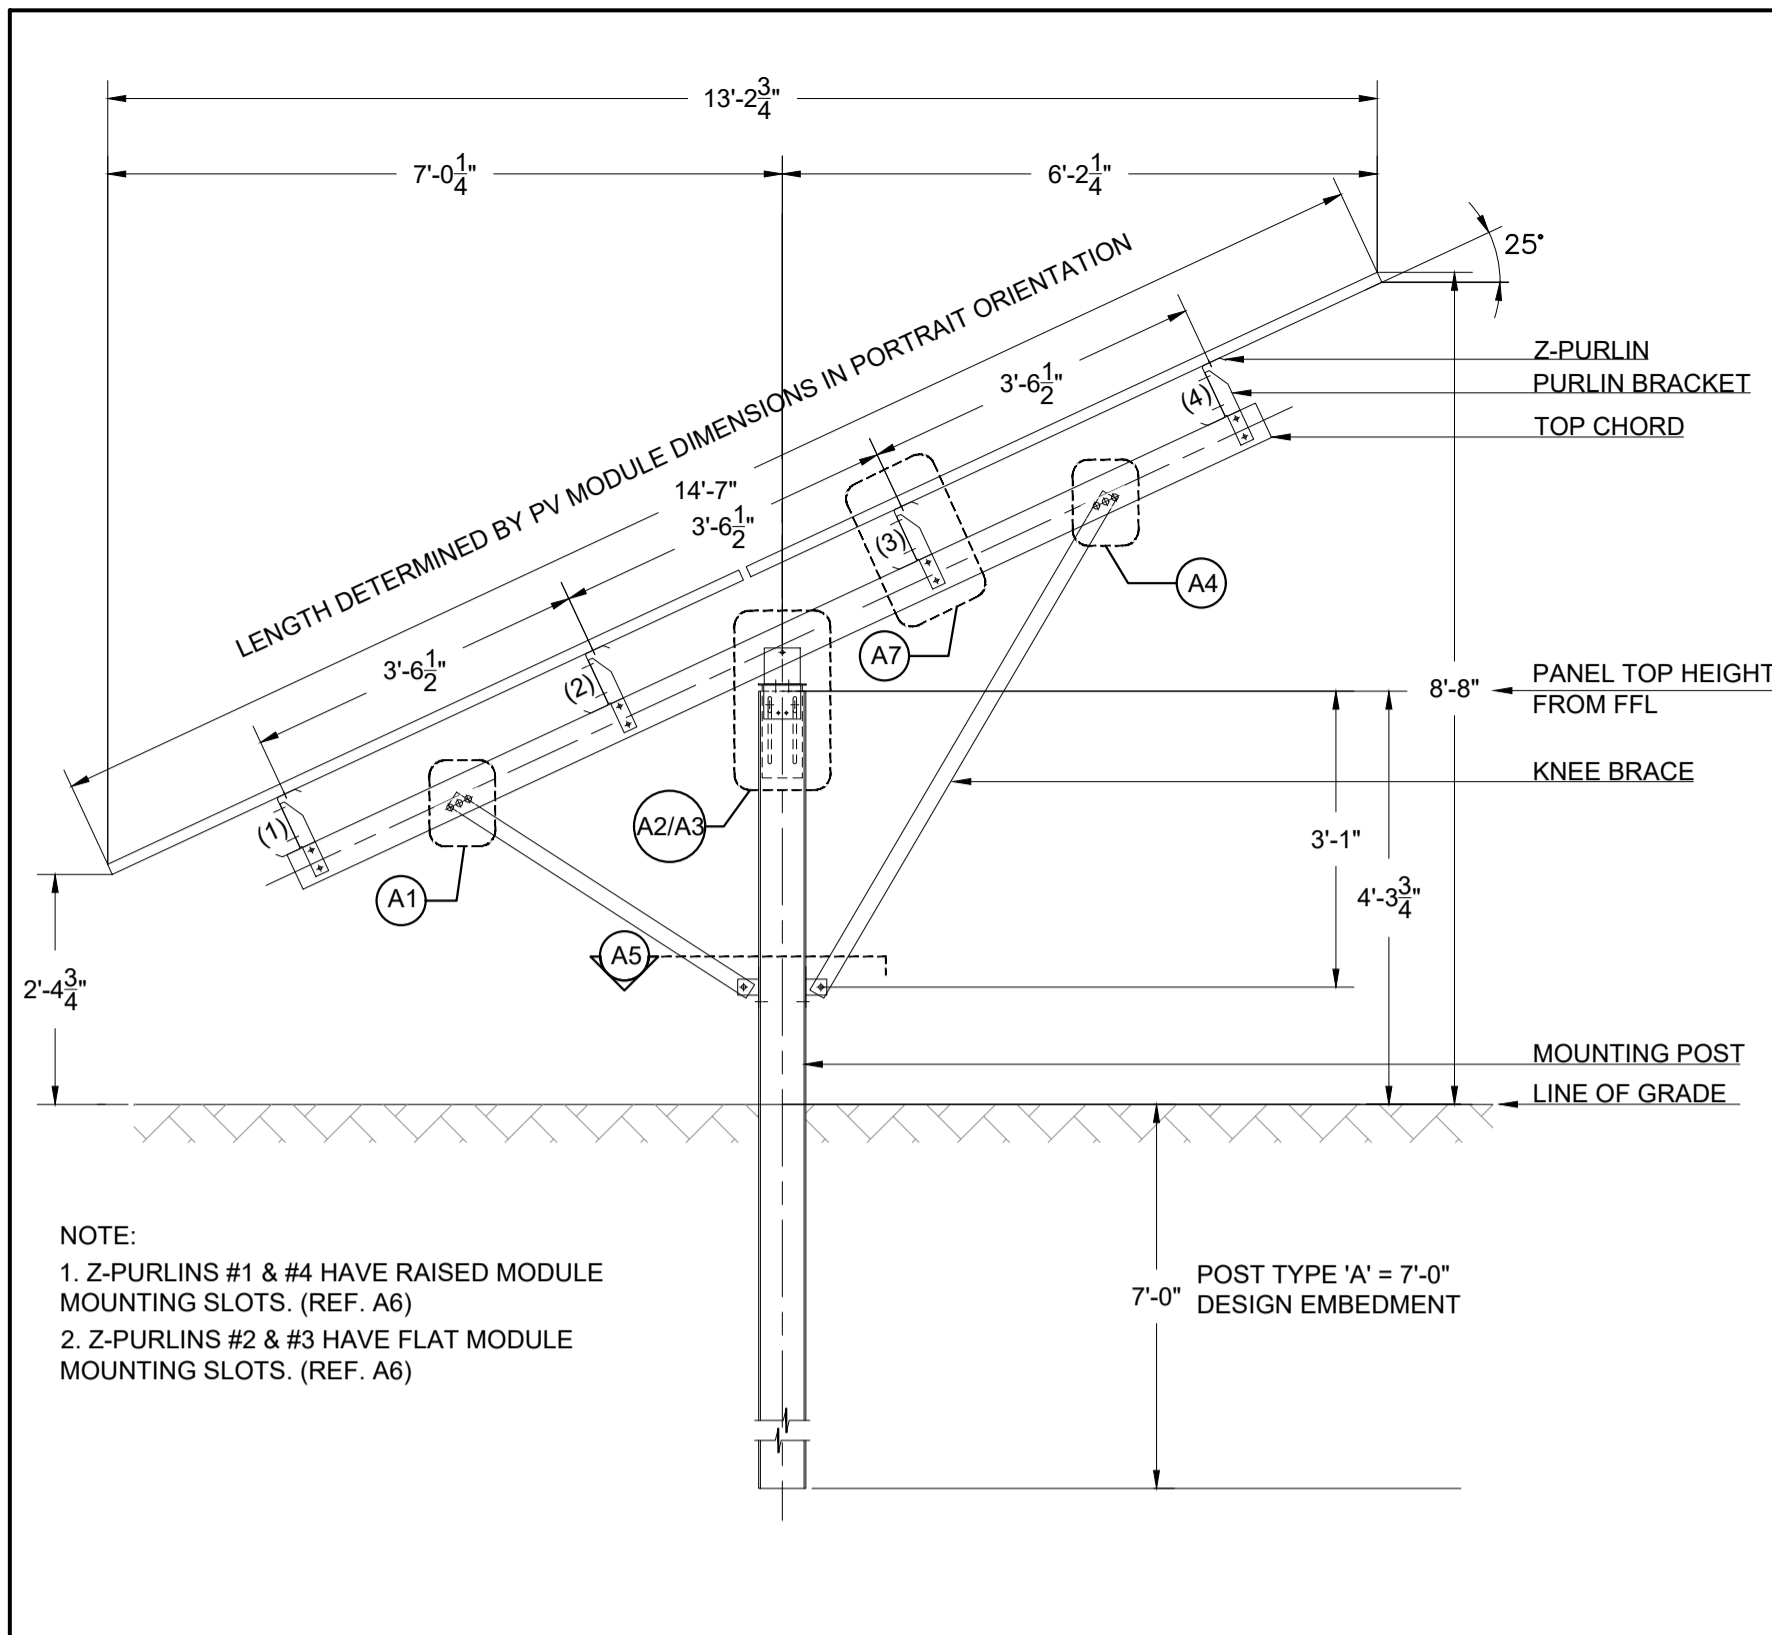 13'-2 3/4"
7'-0 1/4"
6'-2 1/4"
25°
LENGTH DETERMINED BY PV MODULE DIMENSIONS IN PORTRAIT ORIENTATION
14'-7"
3'-6 1/2"
3'-6 1/2"
3'-6 1/2"
(4)
(3)
(2)
(1)
Z-PURLIN
PURLIN BRACKET
TOP CHORD
A4
A7
A2/A3
A1
A5
8'-8"
PANEL TOP HEIGHT
FROM FFL
KNEE BRACE
3'-1"
4'-3 3/4"
2'-4 3/4"
MOUNTING POST
LINE OF GRADE
7'-0"
POST TYPE 'A' = 7'-0"
DESIGN EMBEDMENT
NOTE:
1. Z-PURLINS #1 & #4 HAVE RAISED MODULE
MOUNTING SLOTS. (REF. A6)
2. Z-PURLINS #2 & #3 HAVE FLAT MODULE
MOUNTING SLOTS. (REF. A6)